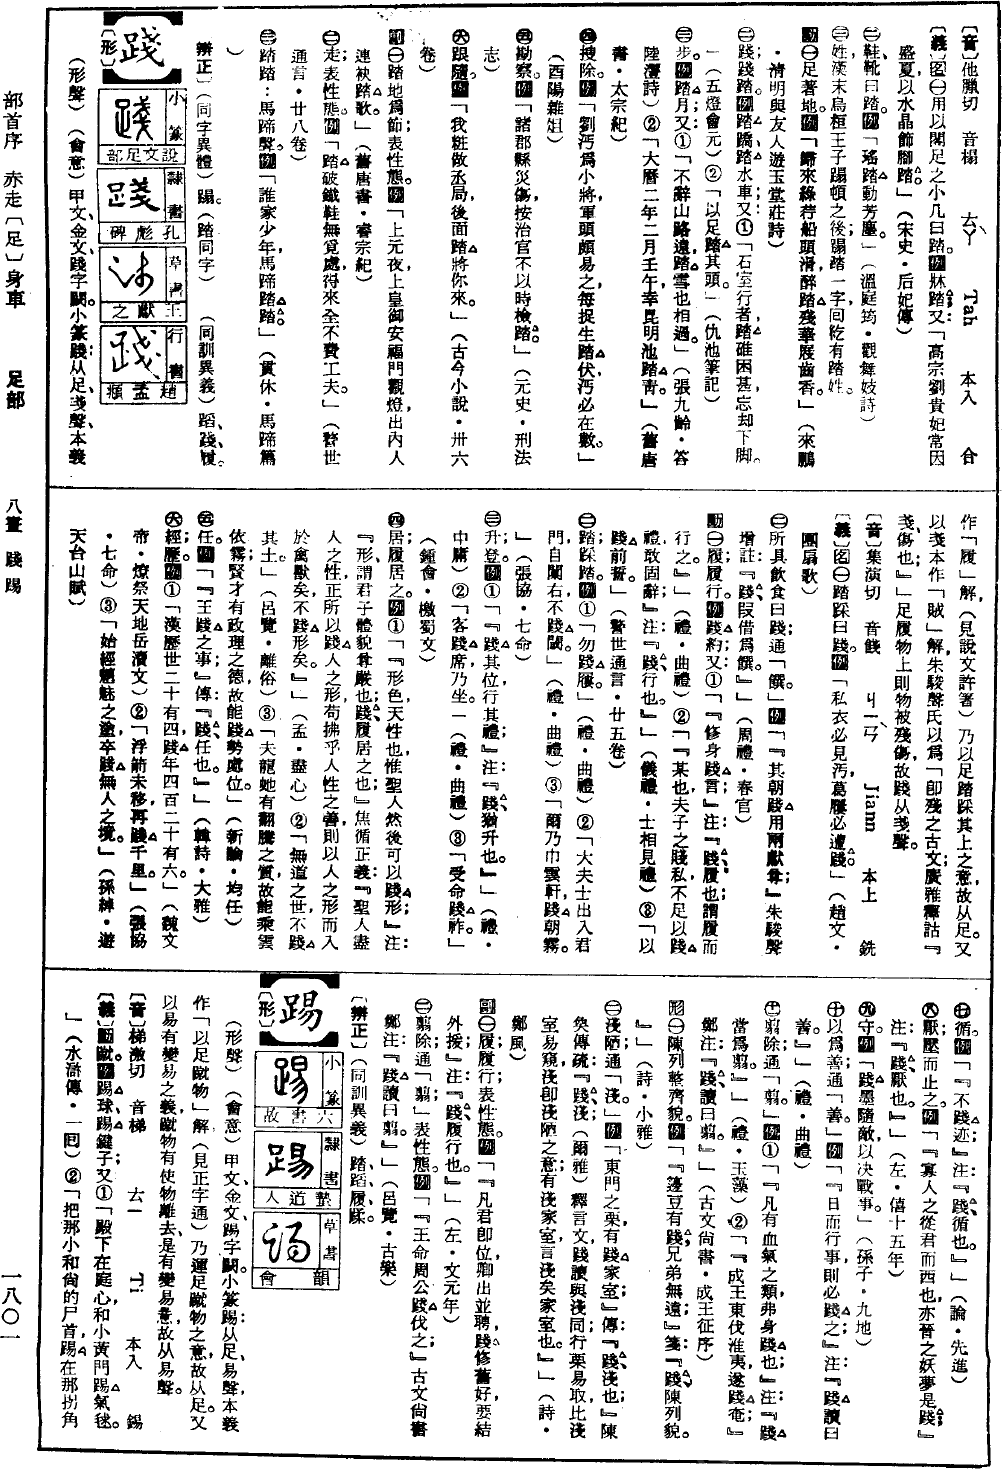 〔音〕他臘切　音榻　ㄊㄚˋ　Tah　本入　合
〔義〕㊀用以閣足之小几曰踏。例牀踏；又「高宗劉貴妃常因
盛夏以水晶飾腳踏。」（宋史・后妃傳）
㊁鞋，靴曰踏。例「瑤踏動芳塵。」（溫庭筠・觀舞妓詩）
㊂姓，漢末烏桓王子蹋頓之後，蹋踏一字，回紇有踏姓。
動㊀足著地。例「歸來綠荇船頭滑，醉踏殘華屐齒香。」（來鵬
・清明與友人遊玉堂莊詩）
㊁踐，踐踏。例踏蹻；踏水車；又①「石室行者踏碓，困甚，忘却下脚。
」（五燈會元）②「以足踏其頭。」（仇池筆記）
㊂步。例踏月；又①「不辭山路遠，踏雪也相過。」（張九齡・答
陸澧詩）②「大曆二年二月壬午，幸昆明池踏青。」（舊唐
書・太宗紀）
㊃搜除。例「劉沔爲小將，軍頭頗易之，每捉生踏伏，沔必在數。」
（酉陽雜俎）
㊄勘察。例「諸郡縣災傷，按治官不以時檢踏。」（元史・刑法
志）
㊅跟隨。例「我粧做丞局，後面踏將你來。」（古今小說・卅六
卷）
副㊀踏地爲節；表性態。例「上元夜，上皇御安福門觀燈，出內人
連袂踏歌。」（舊唐書・睿宗紀）
㊁走；表性態。例「踏破鐵鞋無覓處，得來全不費工夫。」（警世
通言・廿八卷）
㊂踏踏：馬蹄聲。例「誰家少年，馬蹄踏踏。」（貫休・馬蹄篇
）
辨正〕（同字異體）蹋。（踏同字）　（同訓異義）蹈、踐、履。
踐
〔形〕
小篆　說文足部
隸書　孔彪碑
草書　王獻之
行書　趙孟頫
（形聲）（會意）甲文、金文、踐字闕。小篆踐：从足、戔聲，本義
作「履」解，（見說文許著）乃以足踏踩其上之意，故从足。又
以戔本作「賊」解，朱駿聲氏以爲「卽殘之古文；廣雅釋詁『
戔，傷也』」足履物上則物被殘傷，故踐从戔聲。
〔音〕集演切　音餞　ㄐㄧㄢˋ　Jiann　本上　銑
〔義〕㊀踏踩曰踐。例「私衣必見汚，葛屨必遭踐。」（趙文・
團扇歌）
㊁所具飲食曰踐；通「饌。」例「『其朝踐用兩獻尊』；朱駿聲
增註『踐叚借爲饌。』」（周禮・春官）
動㊀履，履行。例踐約；又①「『修身踐言』；注：『踐，履也，謂履而
行之。』」（禮・曲禮）②「『某也，夫子之賤私，不足以踐
禮，敢固辭』；注：『踐，行也。』」（儀禮・士相見禮）③「以
踐前誓。」（警世通言・廿五卷）
㊁踏，踩踏。例①「勿踐屨。」（禮・曲禮）②「大夫士出入君
門，自闑右，不踐閾。」（禮・曲禮）③「爾乃巾雲軒，踐朝霧。
」（張協・七命）
㊂升登。例①「『踐其位，行其禮』；注：『踐猶升也。』」（禮・
中庸）②「客踐席，乃坐。」（禮・曲禮）③「受命踐祚。」
（鍾會・檄蜀文）
㊃居，履居之。例①「『形色天性也，惟聖人然後可以踐形』；注：
『形謂君子體貌尊嚴也；踐，履居之也』；焦循正義：『聖人盡
人之性，正所以踐人之形；苟拂乎人性之善，則以人之形而入
於禽獸矣，不踐形矣。』」（孟・盡心）②「無道之世，不踐
其土。」（呂覽・離俗）③「夫龍虵有翻騰之質，故能乘雲
依霧；賢才有政理之德，故能踐勢處位。」（新論・均任）
㊄任。例「『王踐之事』；傳：『踐，任也。』」（韓詩・大雅）
㊅經歷。例①「漢歷世二十有四，踐年四百二十有六。」（魏文
帝・燎祭天地岳瀆文）②「浮箭未移，再踐千里。」（張協
・七命）③「始經魑魅之塗，卒踐無人之境。」（孫綽・遊
天台山賦）
㊆循。例「『不踐迹』；注：『踐，循也。』」（論・先進）
㊇厭，壓而止之。例「『寡人之從君而西也，亦晉之妖夢是踐』；
注：『踐，厭也。』」（左・僖十五年）
㊈守。例「踐墨隨敵，以決戰事。」（孫子・九地）
㊉以爲善；通「善。」例「『日而行事，則必踐之』；注：『踐讀曰
善。』」（禮・曲禮）
㈩翦除；通「翦。」例①「『凡有血氣之類，弗身踐也』；注：『踐
當爲翦。』」（禮・玉藻）②「『成王東伐淮夷，遂踐奄』；
鄭注：『踐讀曰翦。』」（古文尙書・成王征序）
形㊀陳列整齊貌。例「『籩豆有踐，兄弟無遠』；箋：『踐，陳列貌。
』」（詩・小雅）
㊁淺陋；通「淺。」例「『東門之栗，有踐家室』；傳：『踐，淺也』；陳
奐傳疏：『踐，淺，（爾雅）釋言文。踐讀與淺同，行栗易取，比淺
室易窺，淺卽淺陋之意；有淺家室，言淺矣家室也。』」（詩・
鄭風）
副㊀履，履行；表性態。例「『凡君卽位，卿出並聘，踐修舊好，要結
外援』；注：『踐，履行也。』」（左・文元年）
㊁翦除；通「翦；」表性態。例「『王命周公踐伐之』；古文尙書
鄭注：『踐讀曰翦。』」（呂覽・古樂）
〔辨正〕（同訓異義）踏、蹈、履、蹂。
踢
〔形〕
小篆　六書故
隸書　墊道人
草書　韻會
（形聲）（會意）甲文、金文、踢字闕。小篆踢：从足、易聲，本義
作「以足蹴物」解，（見正字通）乃運足蹴物之意，故从足。又
以易有變易之義，蹴物有使物離去，是有變易意，故从易聲。
〔音〕梯激切　音梯　ㄊㄧ　Ti　本入　錫
〔義〕動蹴。例踢球；踢毽子；又①「殿下在庭心和小黃門踢氣毬。
」（水滸傳・一回）②「把那小和尙的尸首踢在那拐角
部首序　赤走〔足〕身車　足部　八畫　踐踢　一八〇一